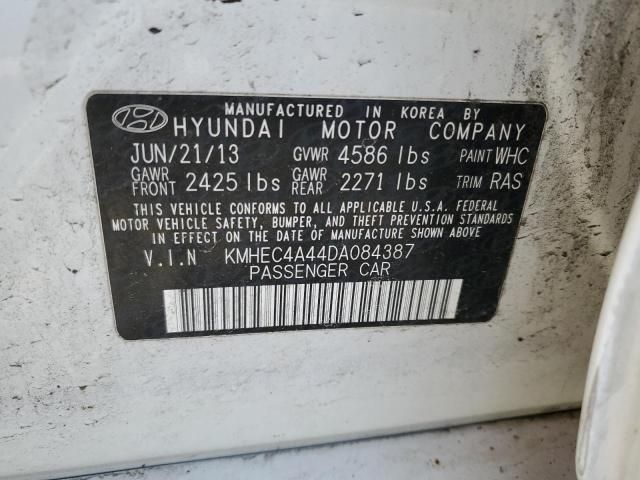 MANUFACTURED IN KOREA BY
HYUNDAI MOTOR COMPANY
JUN/21/13 GVWR 4586 lbs PAINT WHC
GAWR FRONT 2425 lbs GAWR REAR 2271 lbs TRIM RAS
THIS VEHICLE CONFORMS TO ALL APPLICABLE U.S.A. FEDERAL
MOTOR VEHICLE SAFETY, BUMPER, AND THEFT PREVENTION STANDARDS
IN EFFECT ON THE DATE OF MANUFACTURE SHOWN ABOVE
V.I.N KMHEC4A44DA084387
PASSENGER CAR